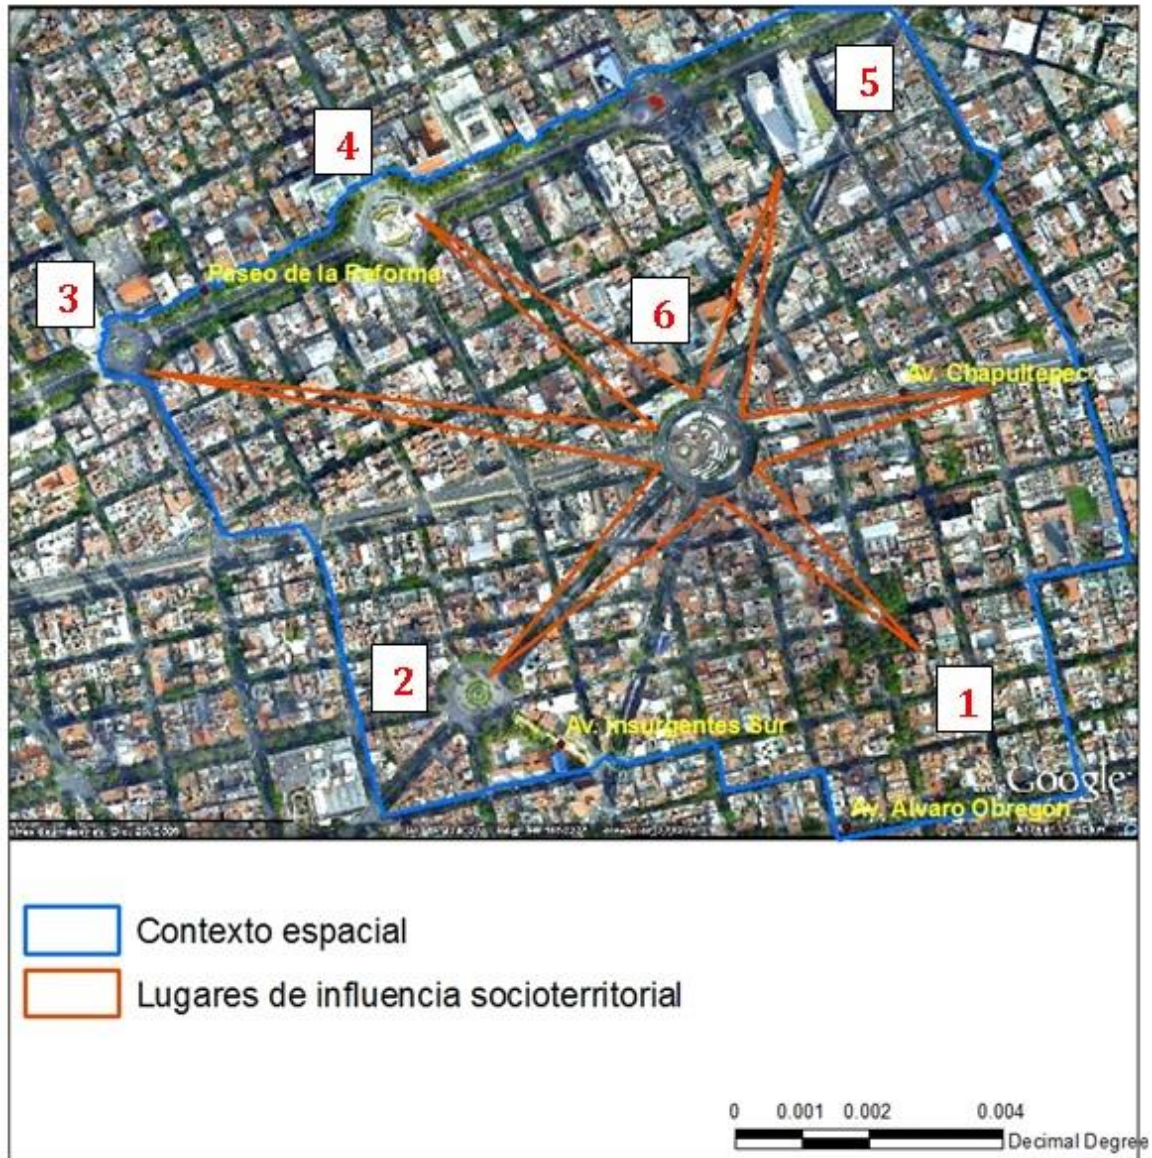 5
4
3
Paseo de la Reforma
6
Av. Chapultepec
2
1
Av. Insurgentes Sur
Google
Av. Alvaro Obregon
Contexto espacial
Lugares de influencia socioterritorial
0 0.001 0.002 0.004
Decimal Degree